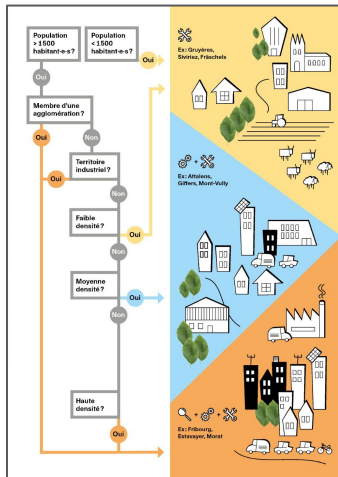 Population
> 1500
habitant-e-s?
Population
< 1500
habitant-e-s?
Oui
Oui
Ex: Gruyères,
Siviriez, Fräschels
Membre d'une
agglomération?
Oui
Non
Territoire
industriel?
Oui
Non
Ex: Attalens,
Giffers, Mont-Vully
Faible
densité?
Oui
Non
Moyenne
densité?
Oui
Non
Haute
densité?
Oui
Ex: Fribourg,
Estavayer, Morat